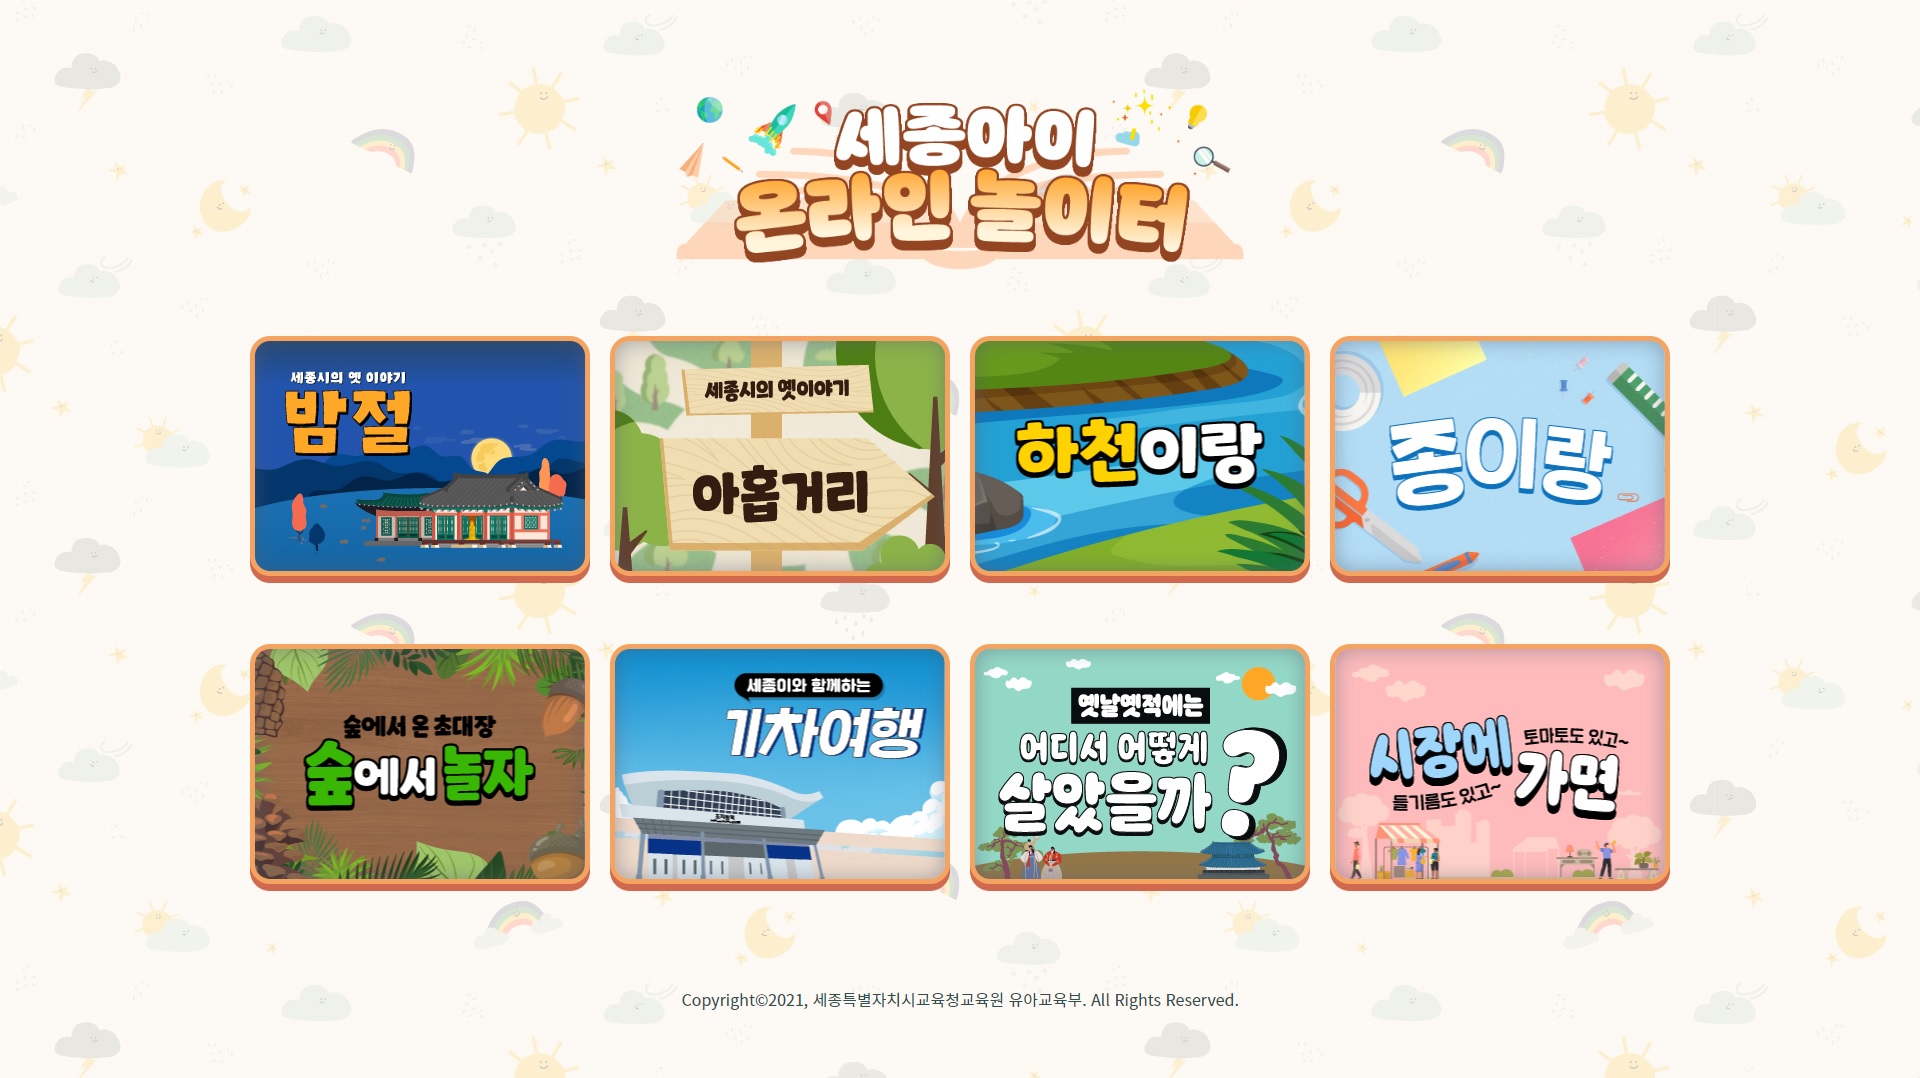 세종아이
온라인 놀이터
세종시의 옛 이야기
밤절
세종시의 옛이야기
아홉거리
하천이랑
종이랑
숲에서 온 초대장
숲에서 놀자
세종이와 함께하는
기차여행
옛날옛적에는
어디서 어떻게
살았을까?
시장에 가면
토마토도 있고~
들기름도 있고~
Copyright©2021, 세종특별자치시교육청교육원 유아교육부. All Rights Reserved.